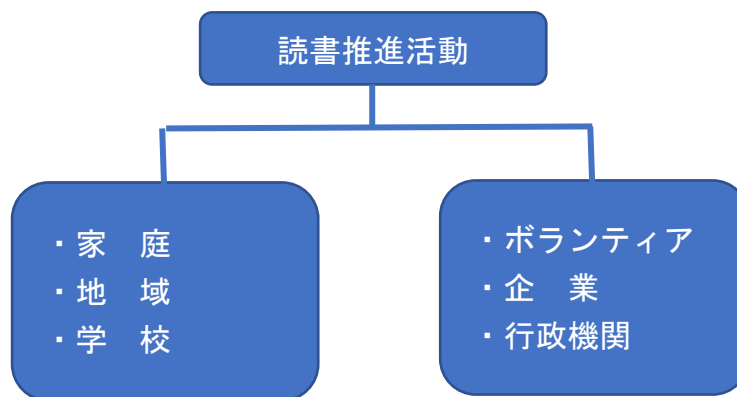 読書推進活動
・家　庭
・地　域
・学　校
・ボランティア
・企　業
・行政機関